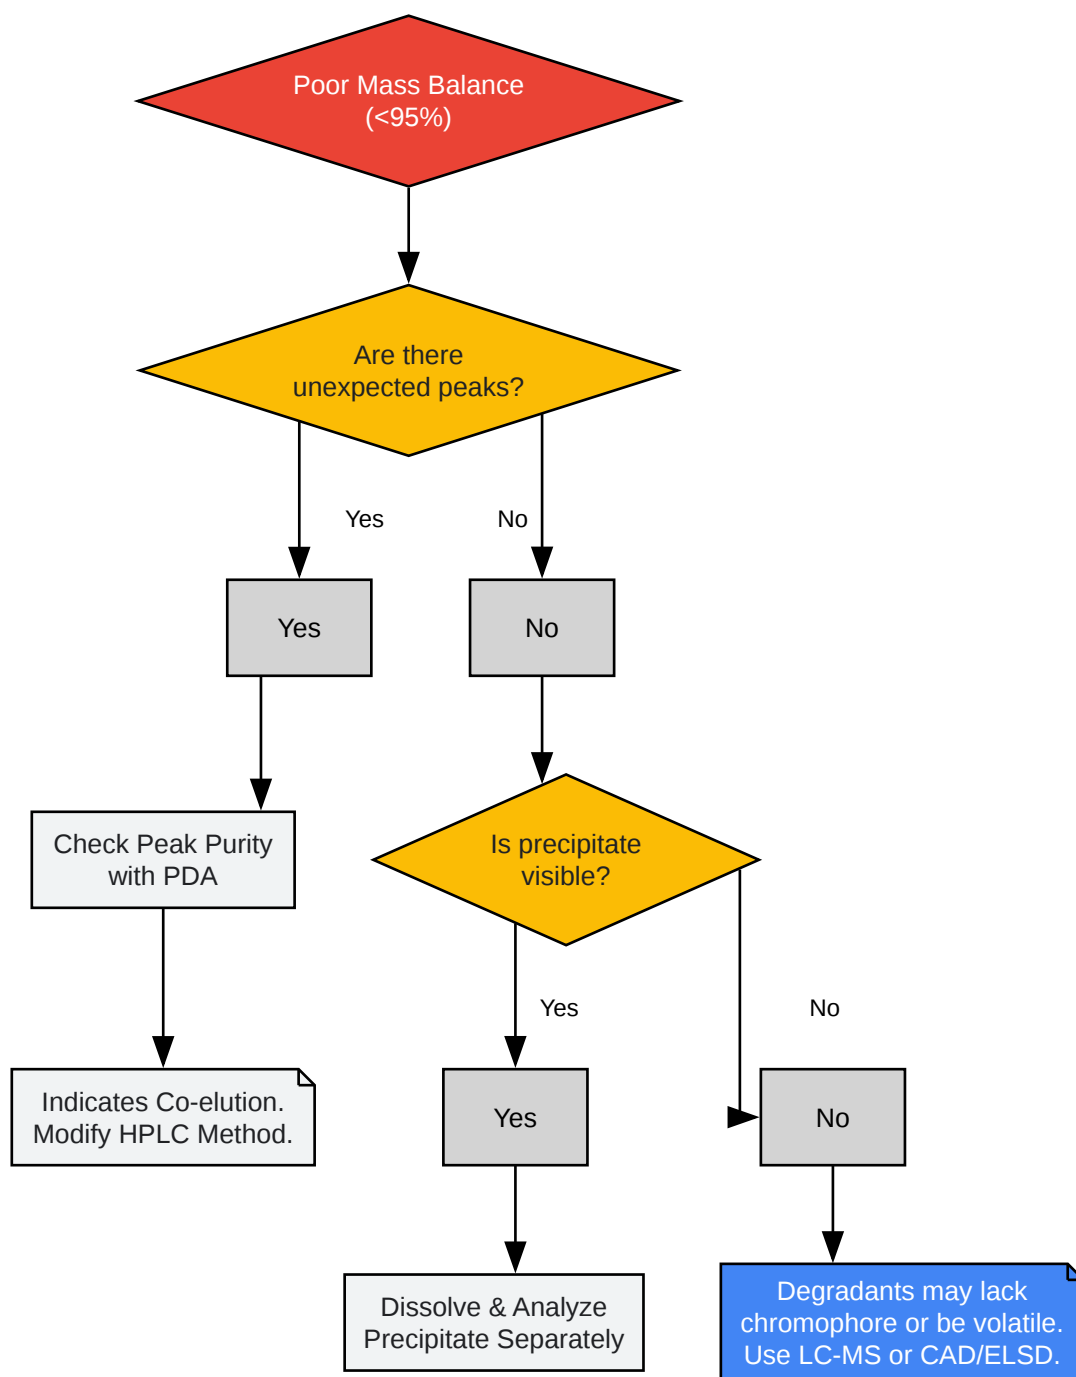 Poor Mass Balance
(<95%)
Are there
unexpected peaks?
Yes
No
Yes
No
Check Peak Purity
with PDA
Is precipitate
visible?
Yes
No
Indicates Co-elution.
Modify HPLC Method.
Yes
No
Dissolve & Analyze
Precipitate Separately
Degradants may lack
chromophore or be volatile.
Use LC-MS or CAD/ELSD.